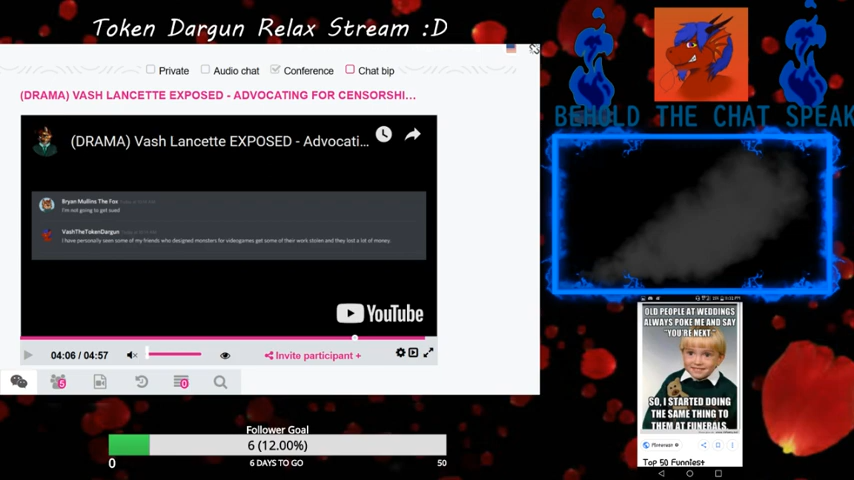 Token Dargun Relax Stream :D
Private
Audio chat
Conference
Chat bip
(DRAMA) VASH LANCETTE EXPOSED - ADVOCATING FOR CENSORSHI...
(DRAMA) Vash Lancette EXPOSED - Advocati...
Bryan Mullins The Fox
I'm not going to get sued
VashTheTokenDargun
I have personally seen some of my friends who designed monsters for videogames get some of their work stolen and they lost a lot of money.
YouTube
04:06 / 04:57
Invite participant +
5
0
Follower Goal
6 (12.00%)
0
6 DAYS TO GO
50
BEHOLD THE CHAT SPEAK
OLD PEOPLE AT WEDDINGS
ALWAYS POKE ME AND SAY
"YOU'RE NEXT."
SO, I STARTED DOING
THE SAME THING TO
THEM AT FUNERALS.
Pinterest
Top 50 Funniest